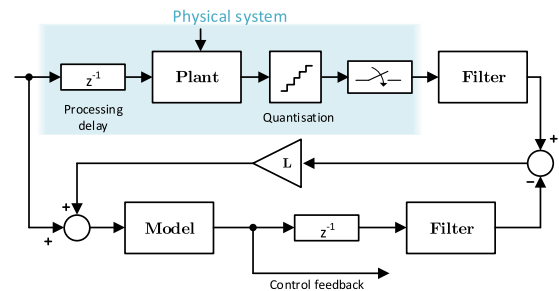 Physical system
z⁻¹
Plant
Filter
Processing
delay
Quantisation
+
L
−
+
+
Model
z⁻¹
Filter
Control feedback